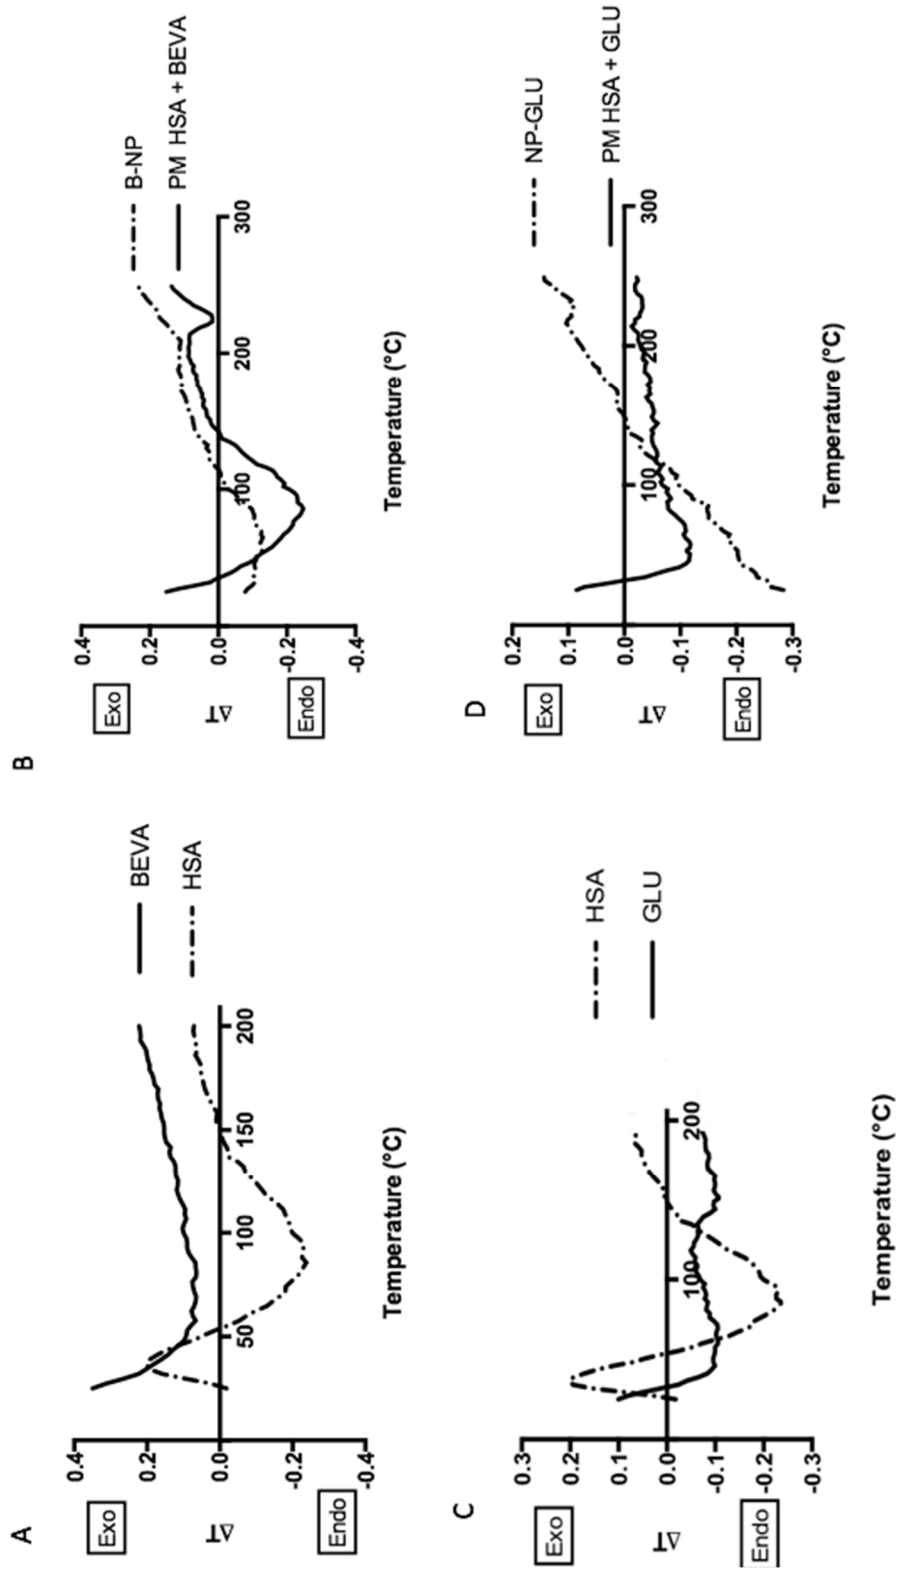 A
Exo
ΔT
Endo
0.4
0.2
0.0
-0.2
-0.4
50
100
150
200
Temperature (°C)
BEVA
HSA
B
Exo
ΔT
Endo
0.4
0.2
0.0
-0.2
-0.4
100
200
300
Temperature (°C)
B-NP
PM HSA + BEVA
C
Exo
ΔT
Endo
0.3
0.2
0.1
0.0
-0.1
-0.2
-0.3
100
200
Temperature (°C)
HSA
GLU
D
Exo
ΔT
Endo
0.2
0.1
0.0
-0.1
-0.2
-0.3
100
200
300
Temperature (°C)
NP-GLU
PM HSA + GLU